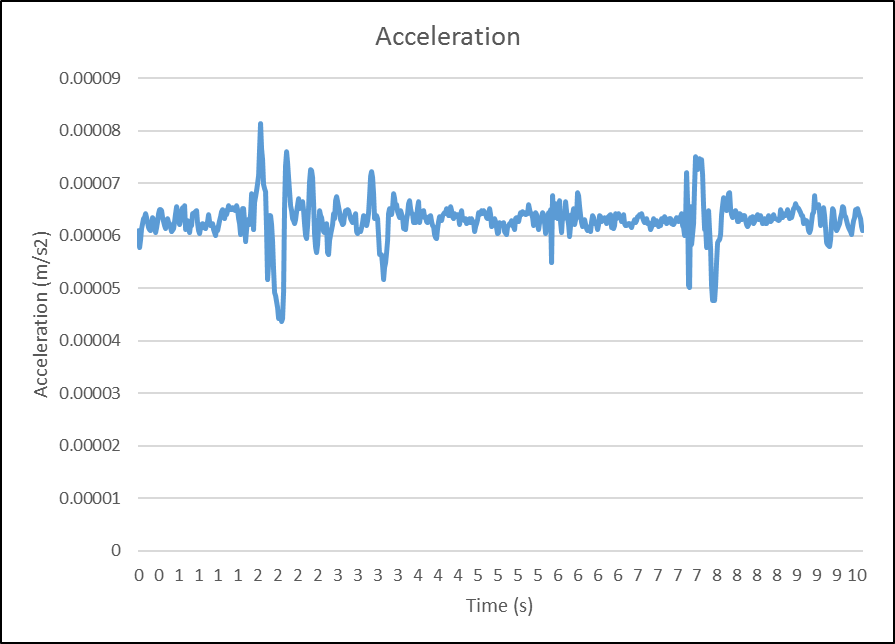 Acceleration
0.00009
0.00008
0.00007
0.00006
0.00005
0.00004
0.00003
0.00002
0.00001
0
Acceleration (m/s2)
0 0 1 1 1 1 2 2 2 2 3 3 3 3 4 4 4 5 5 5 5 6 6 6 6 7 7 7 7 8 8 8 8 9 9 9 10
Time (s)